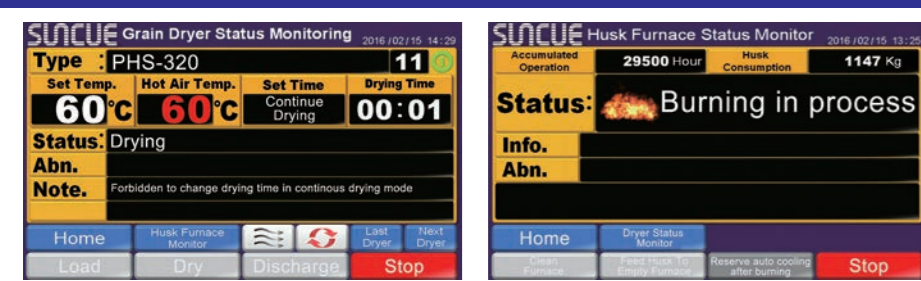 SUNCUE Grain Dryer Status Monitoring 2016/02/15 14:29
Type : PHS-320 11
Set Temp. Hot Air Temp. Set Time Drying Time
60°C 60°C Continue Drying 00:01
Status: Drying
Abn.
Note. Forbidden to change drying time in continous drying mode
Home Husk Furnace Monitor Last Dryer Next Dryer
Load Dry Discharge Stop
SUNCUE Husk Furnace Status Monitor 2016/02/15 13:25
Accumulated Operation 29500 Hour Husk Consumption 1147 Kg
Status: Burning in process
Info.
Abn.
Home Dryer Status Monitor
Clean Furnace Feed Husk To Empty Furnace Reserve auto cooling after burning Stop